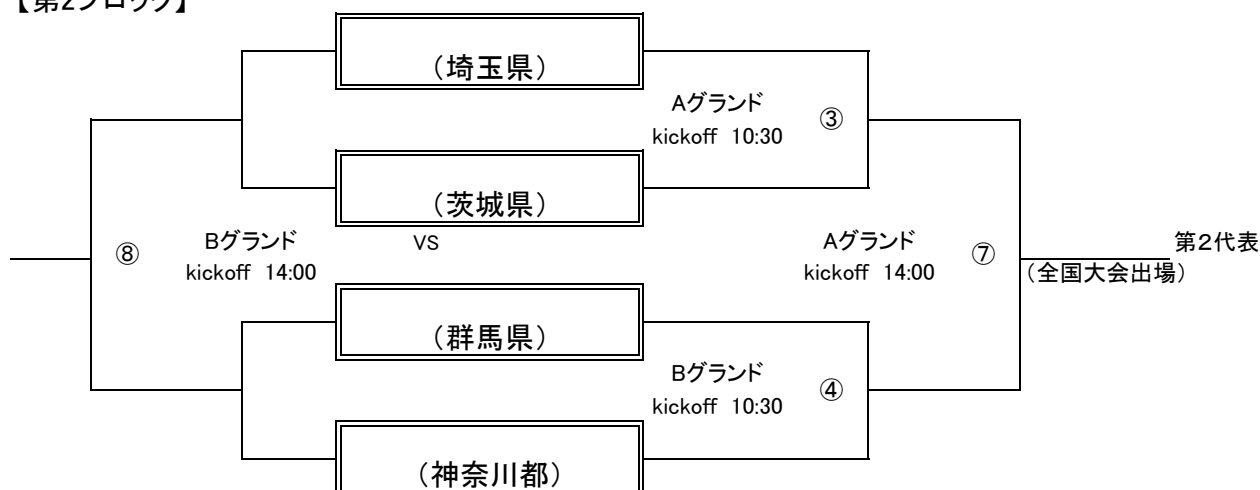 【第2ブロック】
（埼玉県）
Aグランド
kickoff 10:30
③
（茨城県）
⑧
Bグランド
kickoff 14:00
VS
Aグランド
kickoff 14:00
⑦
第2代表
（全国大会出場）
（群馬県）
Bグランド
kickoff 10:30
④
（神奈川都）